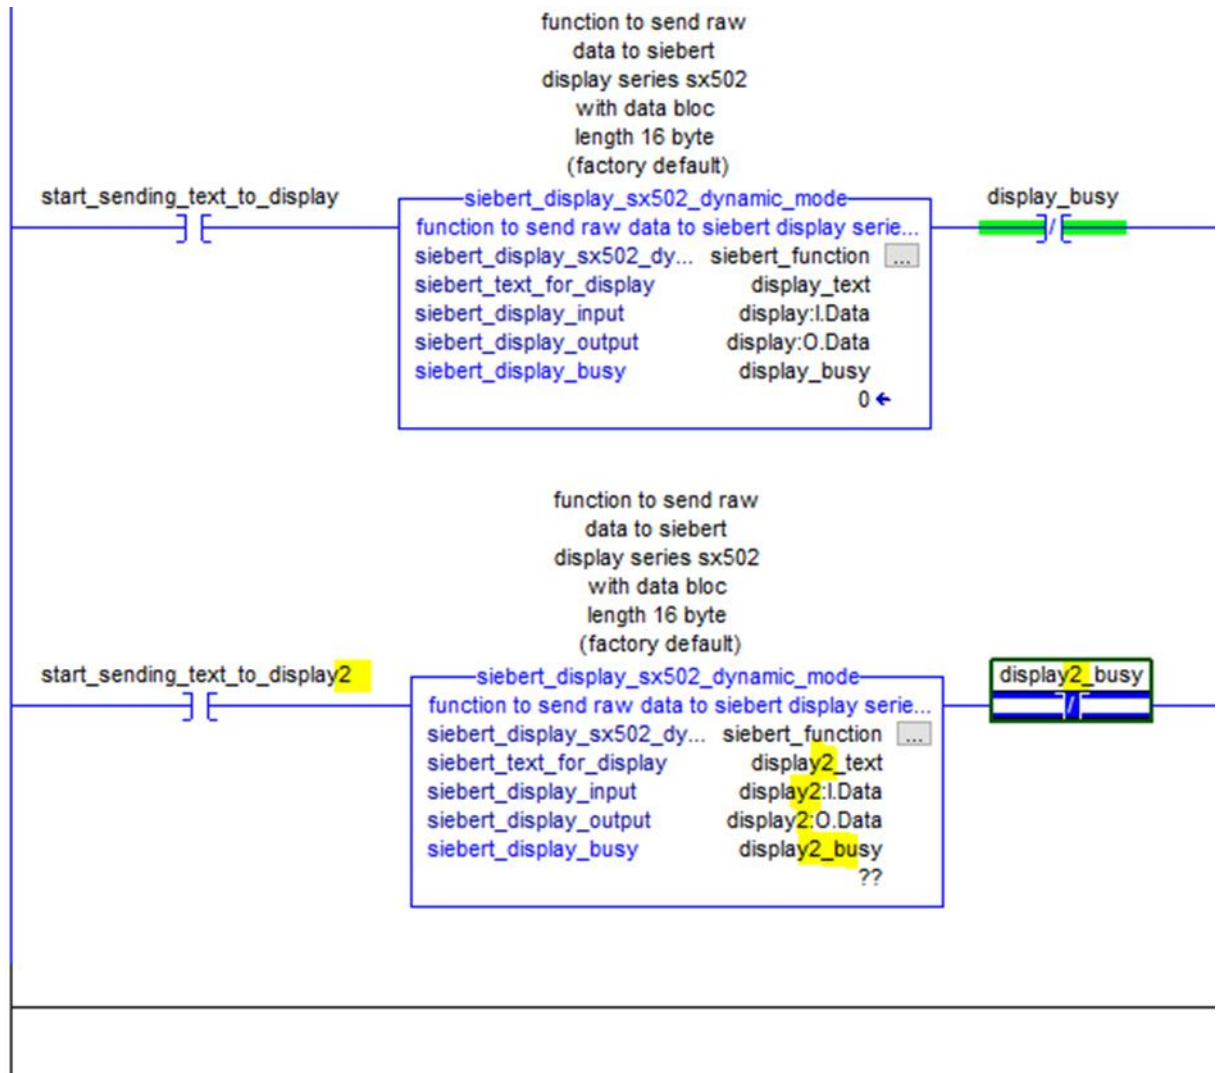 function to send raw
data to siebert
display series sx502
with data bloc
length 16 byte
(factory default)
start_sending_text_to_display
siebert_display_sx502_dynamic_mode
display_busy
function to send raw data to siebert display serie...
siebert_display_sx502_dy... siebert_function ...
siebert_text_for_display display_text
siebert_display_input display:I.Data
siebert_display_output display:O.Data
siebert_display_busy display_busy
0 ←
function to send raw
data to siebert
display series sx502
with data bloc
length 16 byte
(factory default)
start_sending_text_to_display2
siebert_display_sx502_dynamic_mode
display2_busy
function to send raw data to siebert display serie...
siebert_display_sx502_dy... siebert_function ...
siebert_text_for_display display2_text
siebert_display_input display2:I.Data
siebert_display_output display2:O.Data
siebert_display_busy display2_busy
??